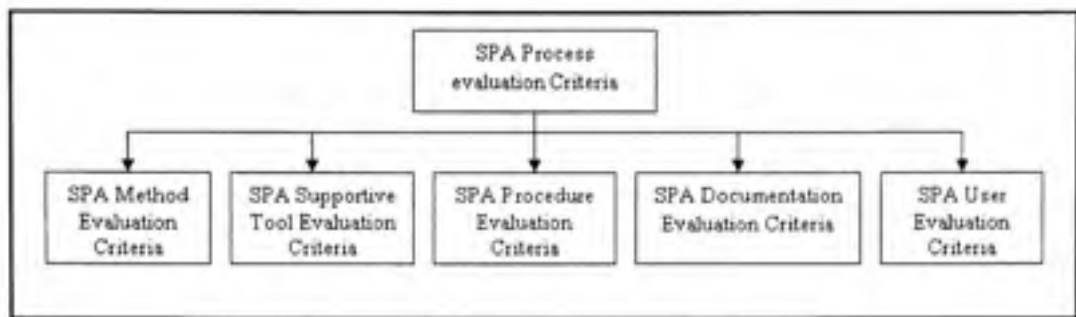 SPA Process
evaluation Criteria
SPA Method
Evaluation
Criteria
SPA Supportive
Tool Evaluation
Criteria
SPA Procedure
Evaluation
Criteria
SPA Documentation
Evaluation Criteria
SPA User
Evaluation
Criteria